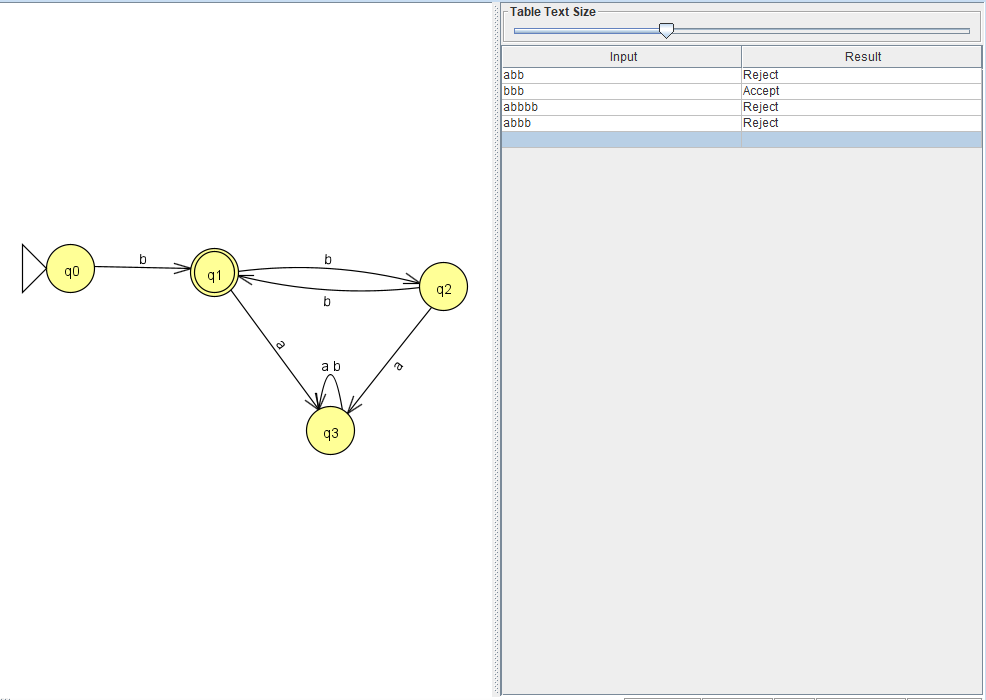 Table Text Size
Input Result
abb Reject
bbb Accept
abbbb Reject
abbb Reject
b b
q0 q1 q2
b
a a
a b
q3